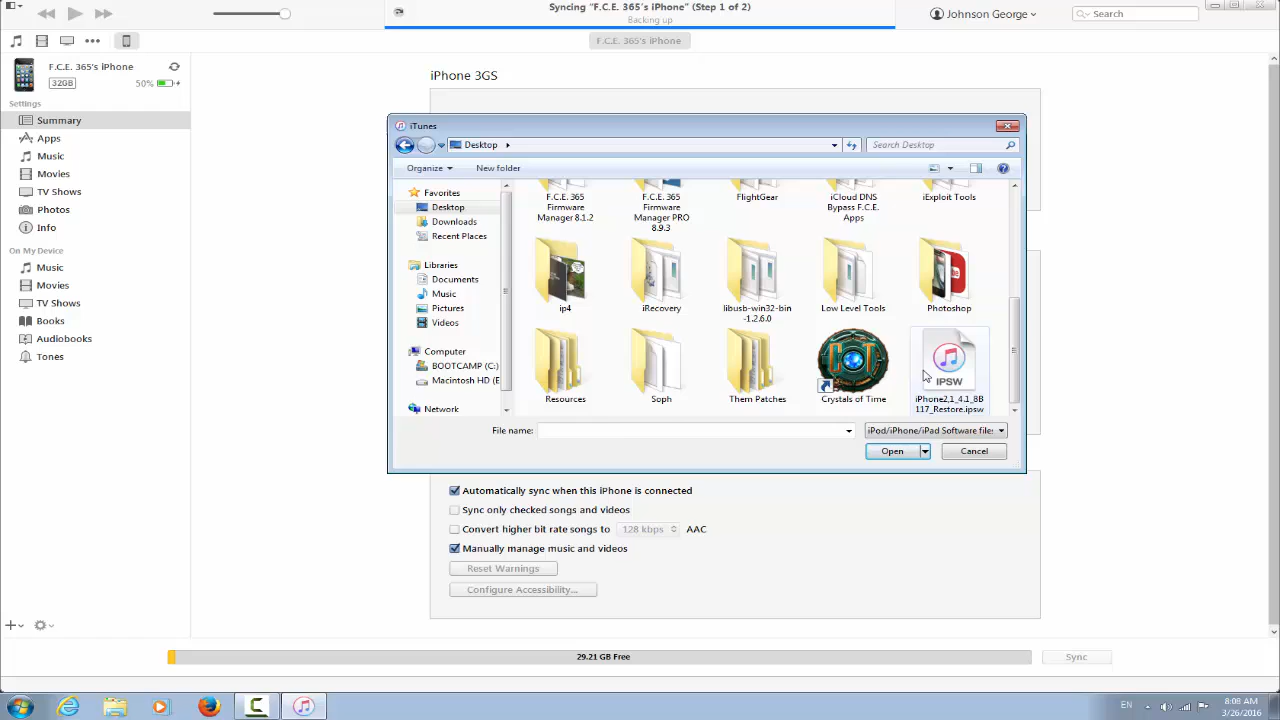 Syncing "F.C.E. 365's iPhone" (Step 1 of 2)
Backing up
Johnson George
Search
F.C.E. 365's iPhone
F.C.E. 365's iPhone
32GB
50%
Settings
Summary
Apps
Music
Movies
TV Shows
Photos
Info
On My Device
Music
Movies
TV Shows
Books
Audiobooks
Tones
iPhone 3GS
iTunes
Desktop
Search Desktop
Organize
New folder
Favorites
Desktop
Downloads
Recent Places
Libraries
Documents
Music
Pictures
Videos
Computer
BOOTCAMP (C:)
Macintosh HD (E
Network
F.C.E. 365
Firmware
Manager 8.1.2
F.C.E. 365
Firmware
Manager PRO
8.9.3
FlightGear
iCloud DNS
Bypass F.C.E.
Apps
iExploit Tools
ip4
iRecovery
libusb-win32-bin
-1.2.6.0
Low Level Tools
Photoshop
Resources
Soph
Them Patches
Crystals of Time
IPSW
iPhone2,1_4.1_8B
117_Restore.ipsw
File name:
iPod/iPhone/iPad Software files
Open
Cancel
Automatically sync when this iPhone is connected
Sync only checked songs and videos
Convert higher bit rate songs to 128 kbps AAC
Manually manage music and videos
Reset Warnings
Configure Accessibility...
29.21 GB Free
Sync
EN
8:08 AM
3/26/2016